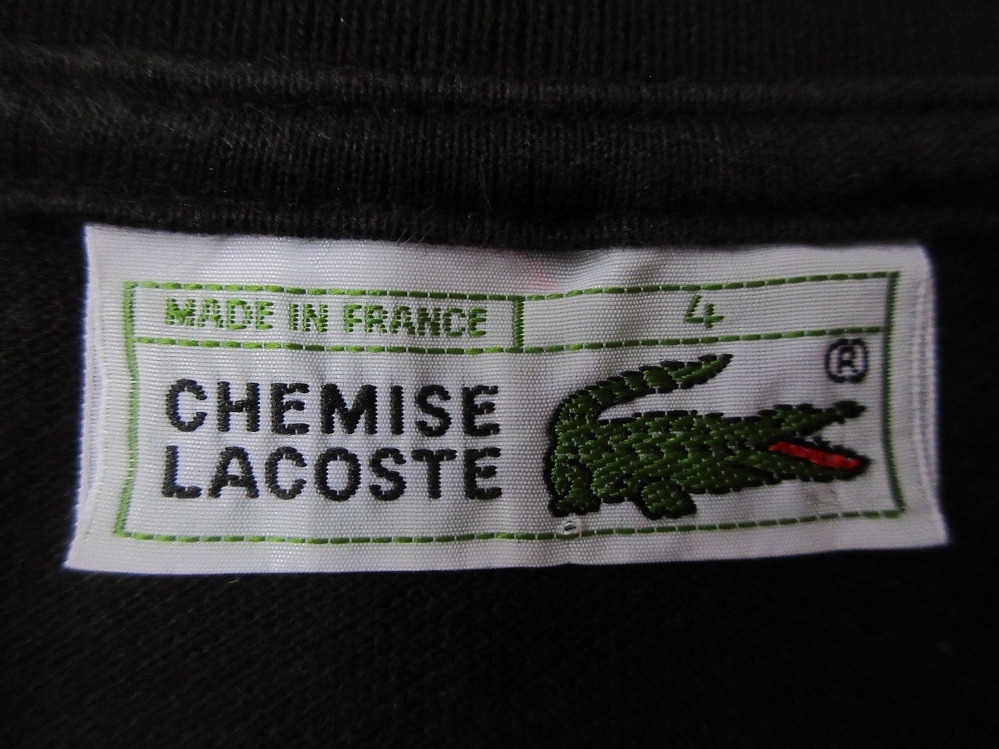 MADE IN FRANCE 4
®
CHEMISE
LACOSTE